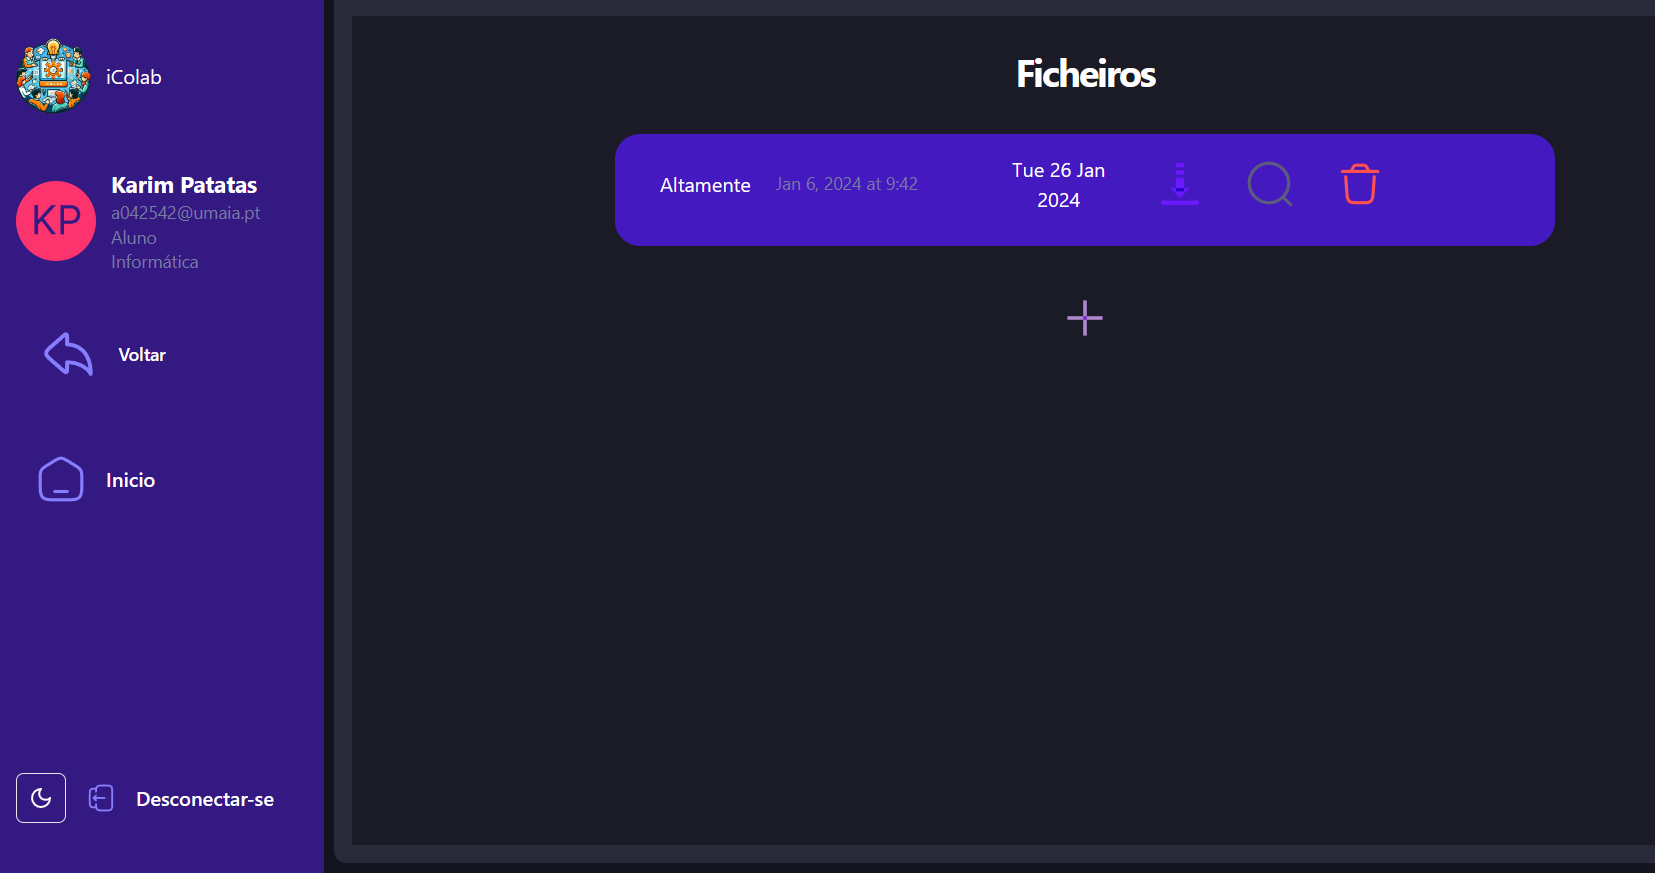 iColab
KP
Karim Patatas
a042542@umaia.pt
Aluno
Informática
Voltar
Inicio
Desconectar-se
Ficheiros
Altamente
Jan 6, 2024 at 9:42
Tue 26 Jan
2024